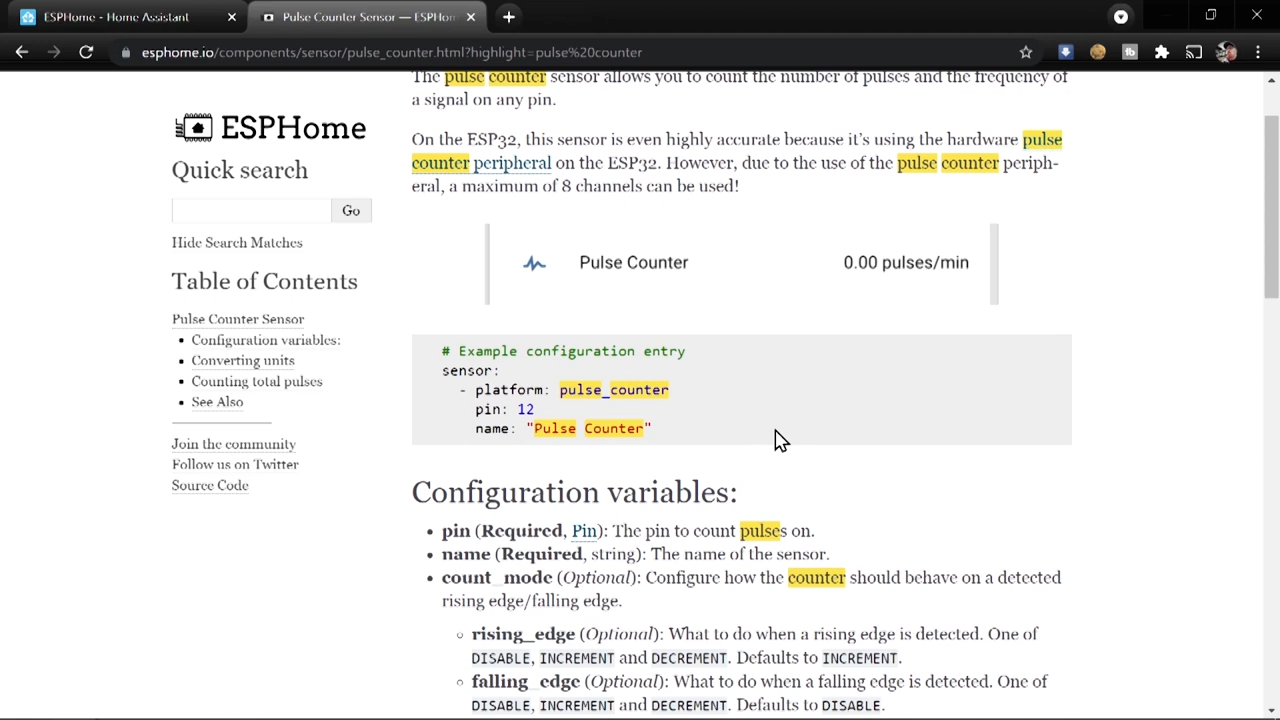 ESPHome - Home Assistant
Pulse Counter Sensor — ESPHom
esphome.io/components/sensor/pulse_counter.html?highlight=pulse%20counter
ESPHome
Quick search
Go
Hide Search Matches
Table of Contents
Pulse Counter Sensor
• Configuration variables:
• Converting units
• Counting total pulses
• See Also
Join the community
Follow us on Twitter
Source Code
The pulse counter sensor allows you to count the number of pulses and the frequency of
a signal on any pin.
On the ESP32, this sensor is even highly accurate because it's using the hardware pulse
counter peripheral on the ESP32. However, due to the use of the pulse counter periph-
eral, a maximum of 8 channels can be used!
Pulse Counter 0.00 pulses/min
# Example configuration entry
sensor:
- platform: pulse_counter
pin: 12
name: "Pulse Counter"
Configuration variables:
• pin (Required, Pin): The pin to count pulses on.
• name (Required, string): The name of the sensor.
• count_mode (Optional): Configure how the counter should behave on a detected
rising edge/falling edge.
◦ rising_edge (Optional): What to do when a rising edge is detected. One of
DISABLE, INCREMENT and DECREMENT. Defaults to INCREMENT.
◦ falling_edge (Optional): What to do when a falling edge is detected. One of
DISABLE, INCREMENT and DECREMENT. Defaults to DISABLE.